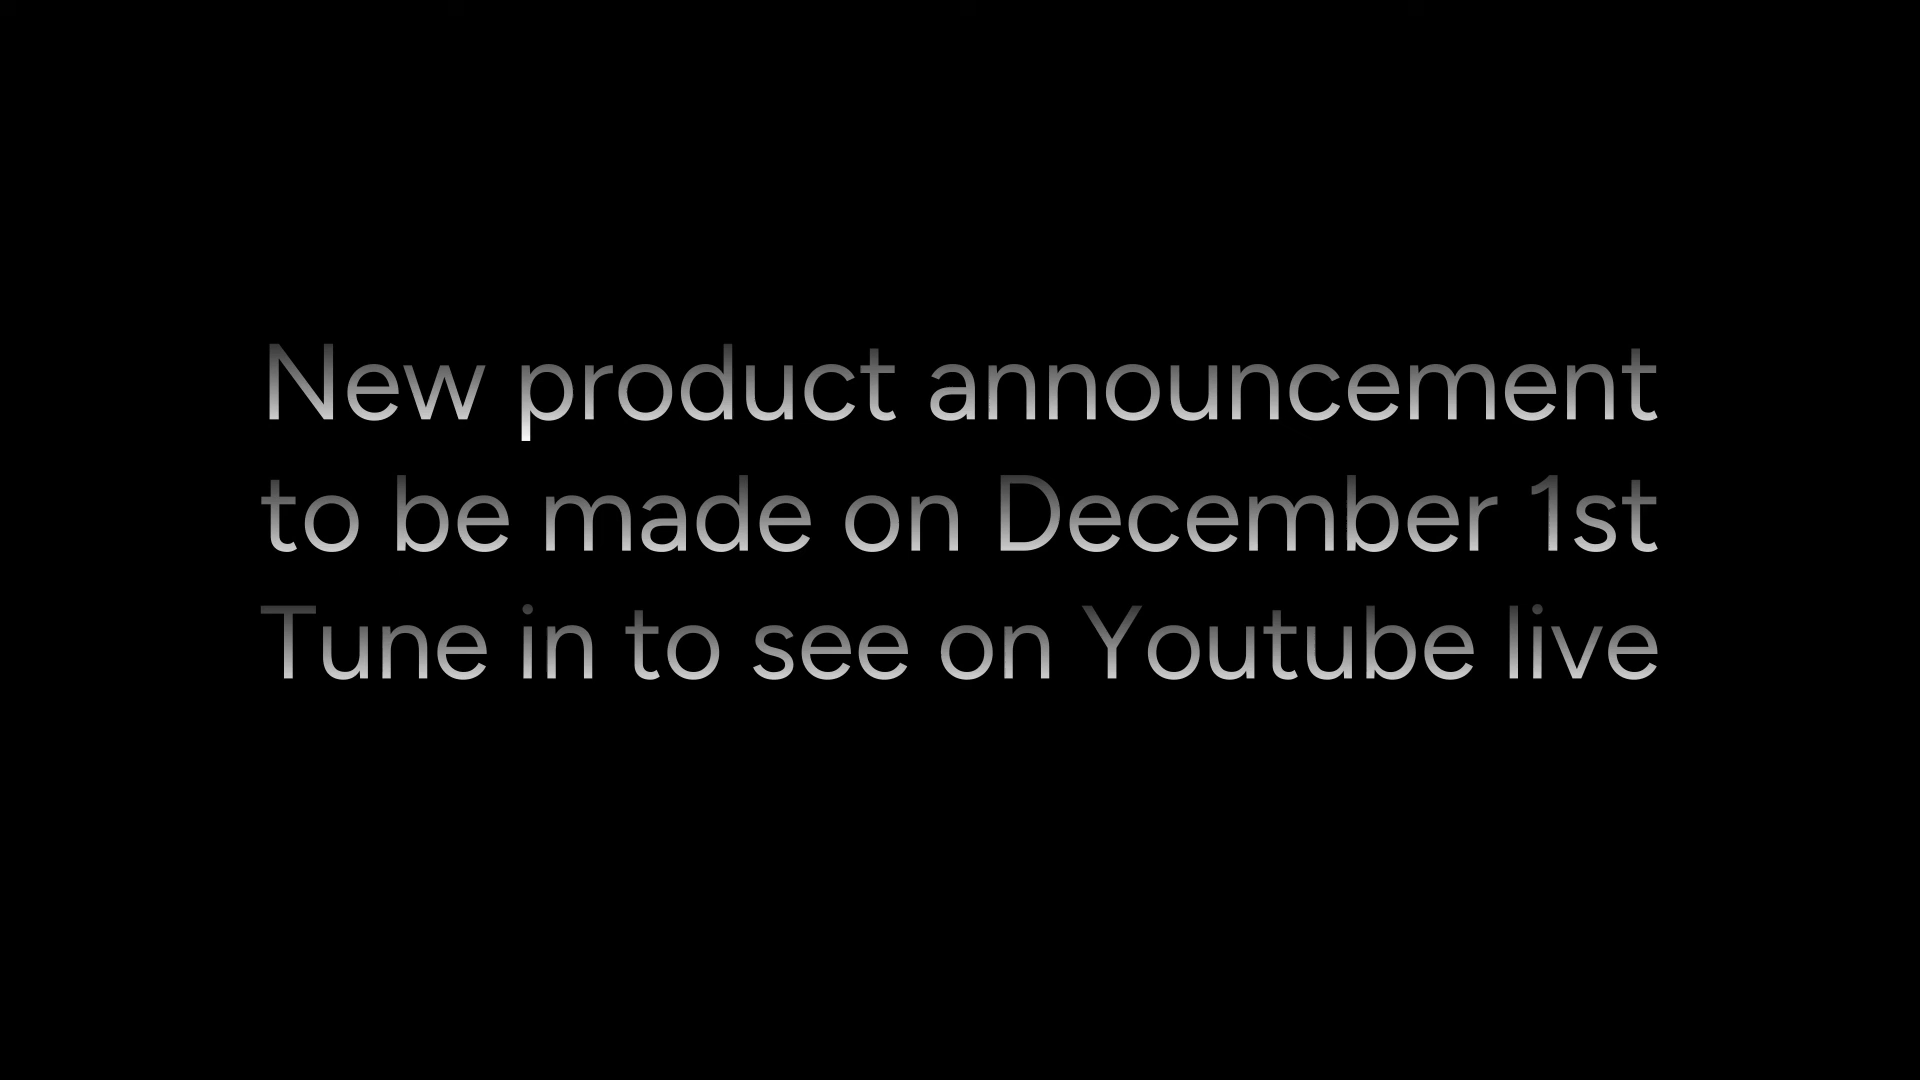 New product announcement
to be made on December 1st
Tune in to see on Youtube live